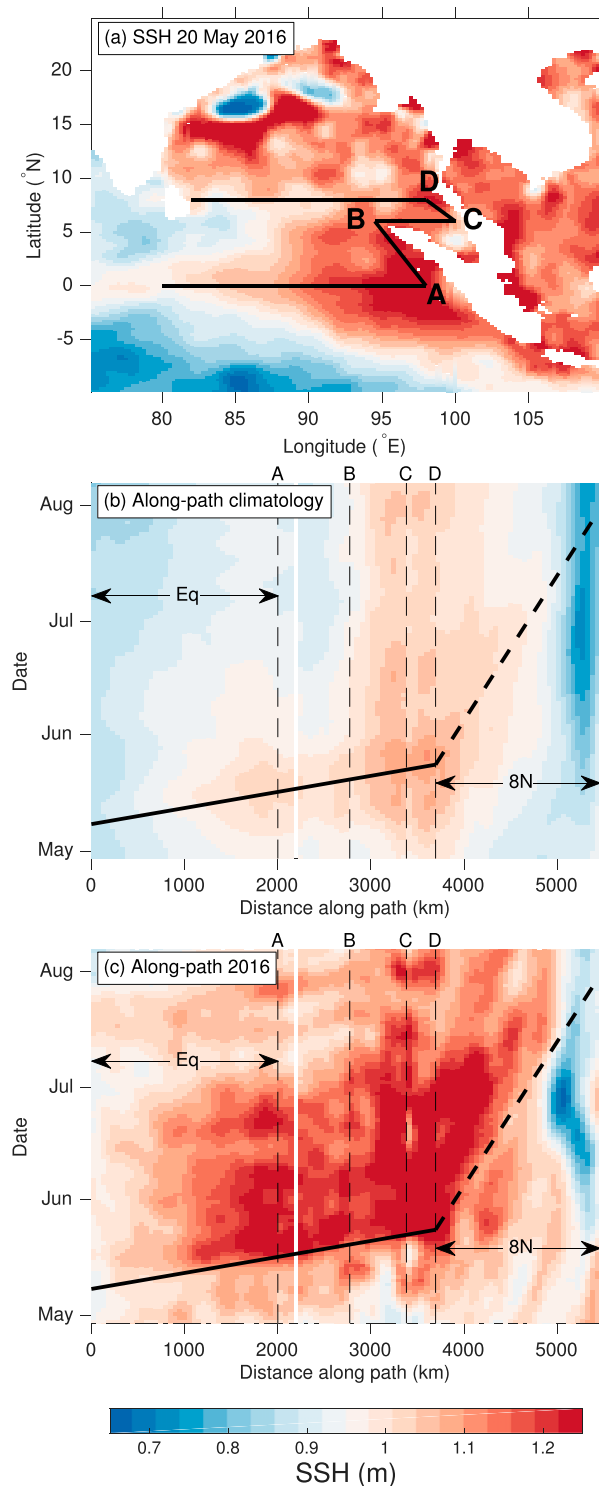 (a) SSH 20 May 2016
20
15
10
5
0
-5
Latitude (°N)
D
B
C
A
80
85
90
95
100
105
Longitude (°E)
A
B
C
D
(b) Along-path climatology
Aug
Jul
Jun
May
Date
Eq
8N
0
1000
2000
3000
4000
5000
Distance along path (km)
A
B
C
D
(c) Along-path 2016
Aug
Jul
Jun
May
Date
Eq
8N
0
1000
2000
3000
4000
5000
Distance along path (km)
0.7
0.8
0.9
1
1.1
1.2
SSH (m)